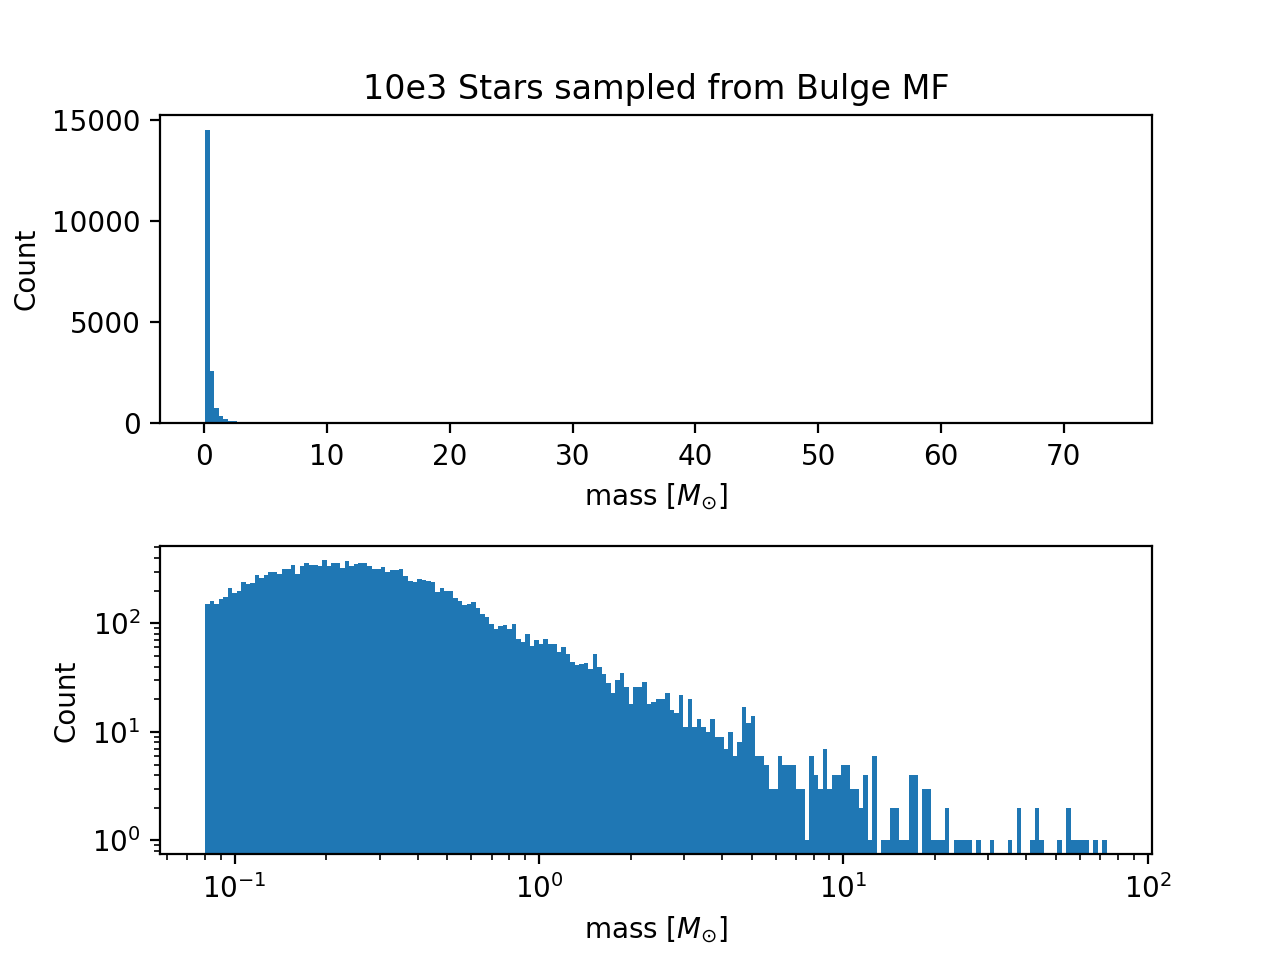 10e3 Stars sampled from Bulge MF
15000
10000
5000
0
Count
0 10 20 30 40 50 60 70
mass [M⊙]
10²
10¹
10⁰
Count
10⁻¹ 10⁰ 10¹ 10²
mass [M⊙]